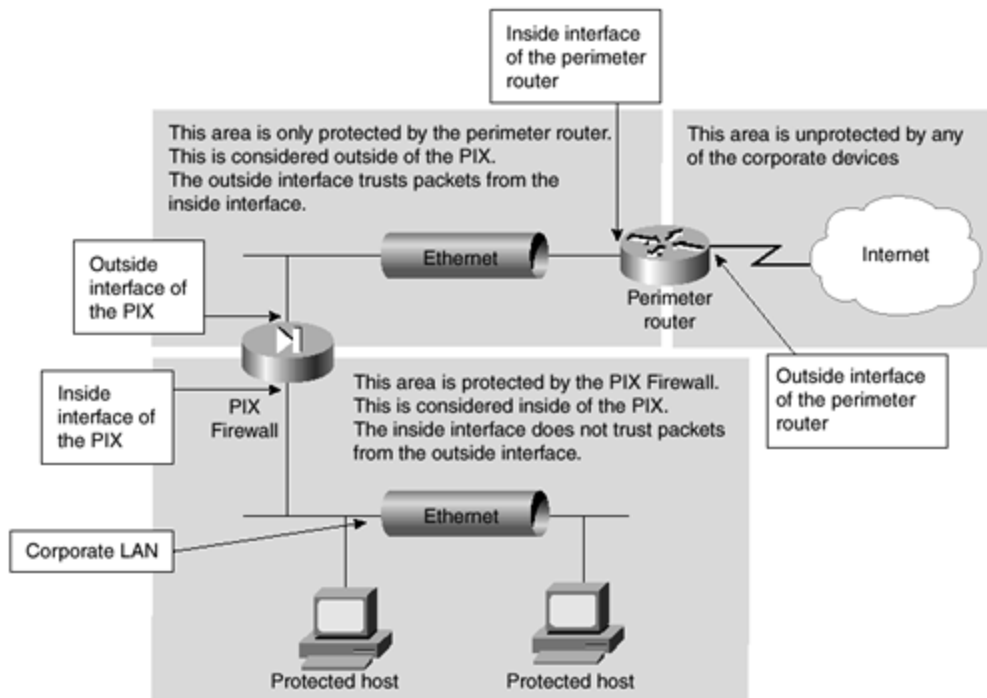 Inside interface
of the perimeter
router
This area is only protected by the perimeter router.
This is considered outside of the PIX.
The outside interface trusts packets from the
inside interface.
This area is unprotected by any
of the corporate devices
Ethernet
Internet
Perimeter
router
Outside
interface of
the PIX
Outside interface
of the perimeter
router
Inside
interface of
the PIX
PIX
Firewall
This area is protected by the PIX Firewall.
This is considered inside of the PIX.
The inside interface does not trust packets
from the outside interface.
Ethernet
Corporate LAN
Protected host
Protected host